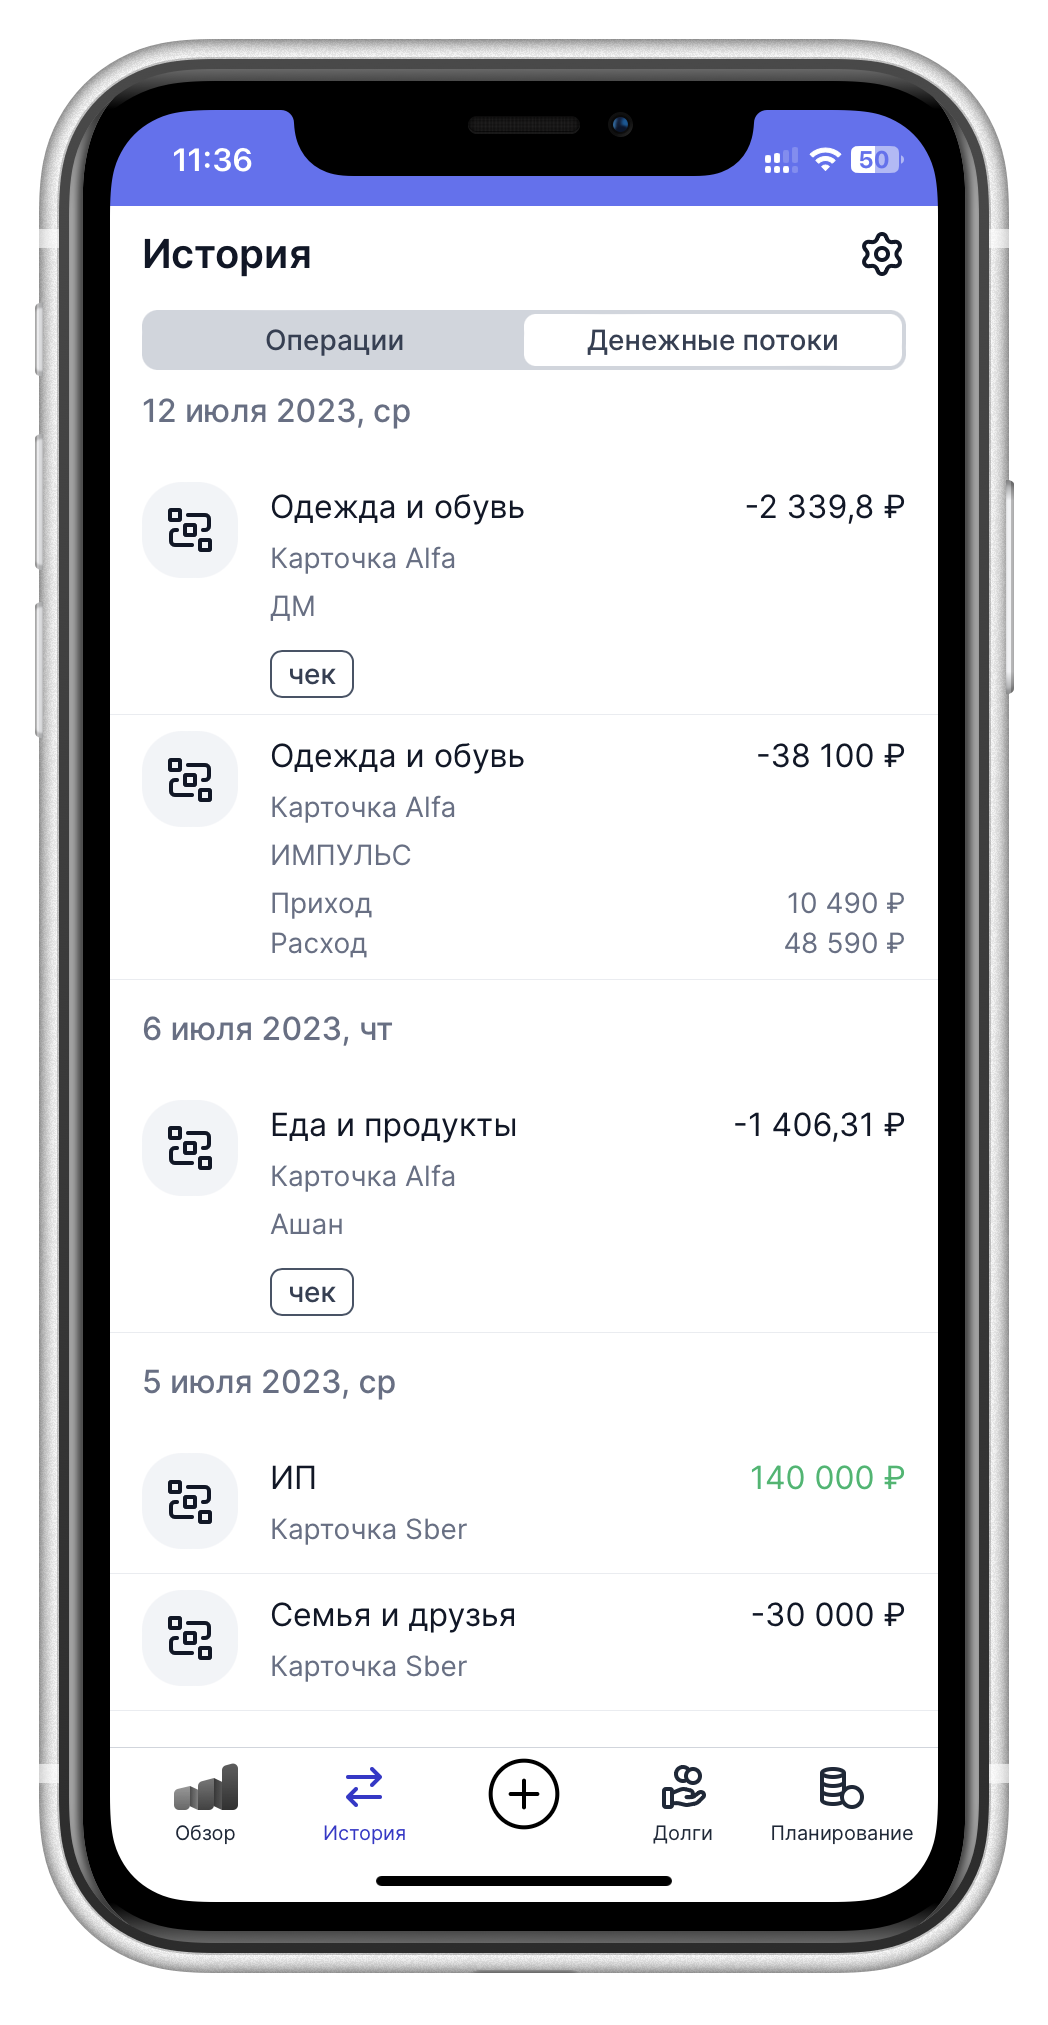 11:36
50
История
Операции
Денежные потоки
12 июля 2023, ср
Одежда и обувь
-2 339,8 ₽
Карточка Alfa
ДМ
чек
Одежда и обувь
-38 100 ₽
Карточка Alfa
ИМПУЛЬС
Приход
10 490 ₽
Расход
48 590 ₽
6 июля 2023, чт
Еда и продукты
-1 406,31 ₽
Карточка Alfa
Ашан
чек
5 июля 2023, ср
ИП
140 000 ₽
Карточка Sber
Семья и друзья
-30 000 ₽
Карточка Sber
Обзор
История
Долги
Планирование